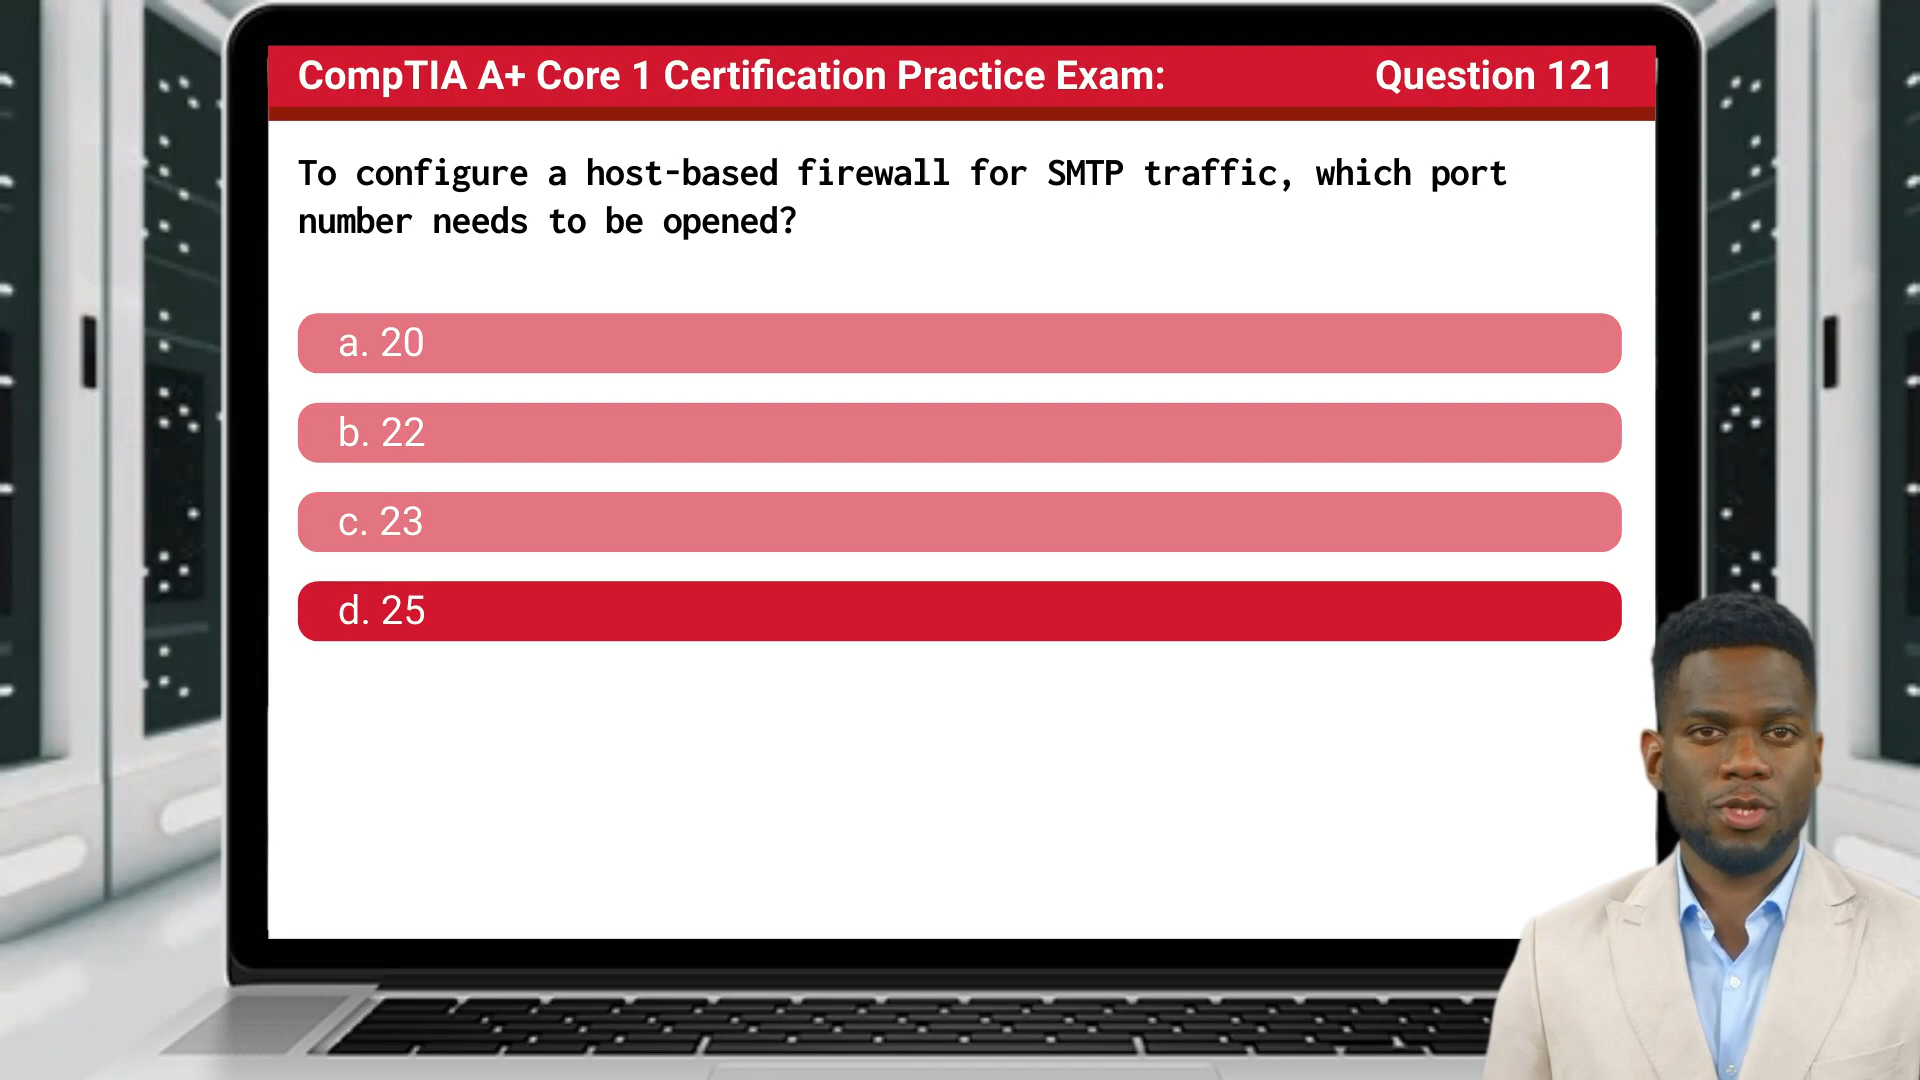 CompTIA A+ Core 1 Certification Practice Exam: Question 121
To configure a host-based firewall for SMTP traffic, which port
number needs to be opened?
a. 20
b. 22
c. 23
d. 25